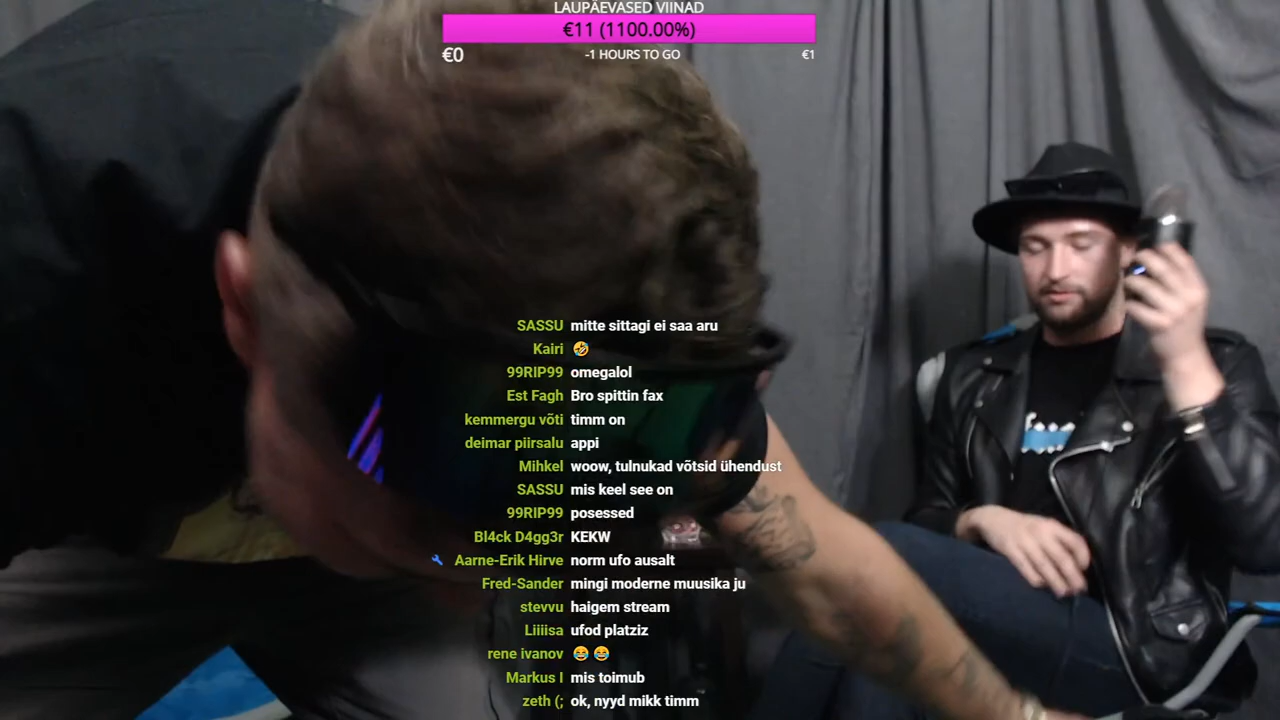 LAUPÄEVASED VIINAD
€11 (1100.00%)
€0 -1 HOURS TO GO €1
SASSU mitte sittagi ei saa aru
Kairi 🤣
99RIP99 omegalol
Est Fagh Bro spittin fax
kemmergu võti timm on
deimar piirsalu appi
Mihkel woow, tulnukad võtsid ühendust
SASSU mis keel see on
99RIP99 posessed
Bl4ck D4gg3r KEKW
Aarne-Erik Hirve norm ufo ausalt
Fred-Sander mingi moderne muusika ju
stevvu haigem stream
Liiiisa ufod platziz
rene ivanov 😂 😂
Markus I mis toimub
zeth (; ok, nyyd mikk timm